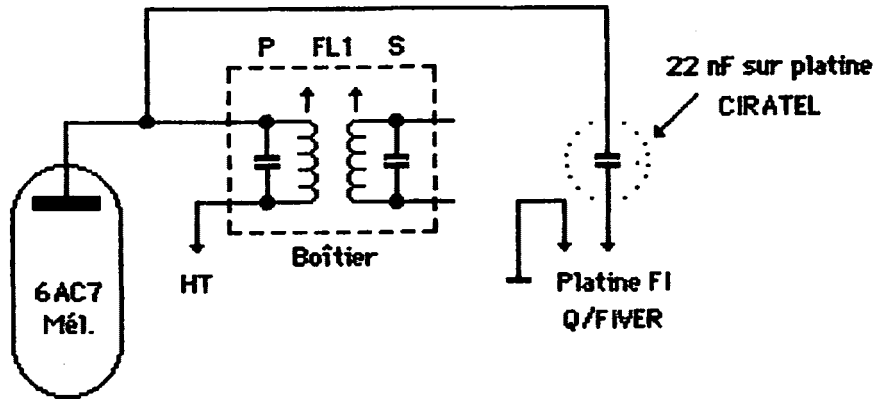 P FL1 S
22 nF sur platine
CIRATEL
Boîtier
HT
6AC7
Mél.
Platine FI
Q/FIVER